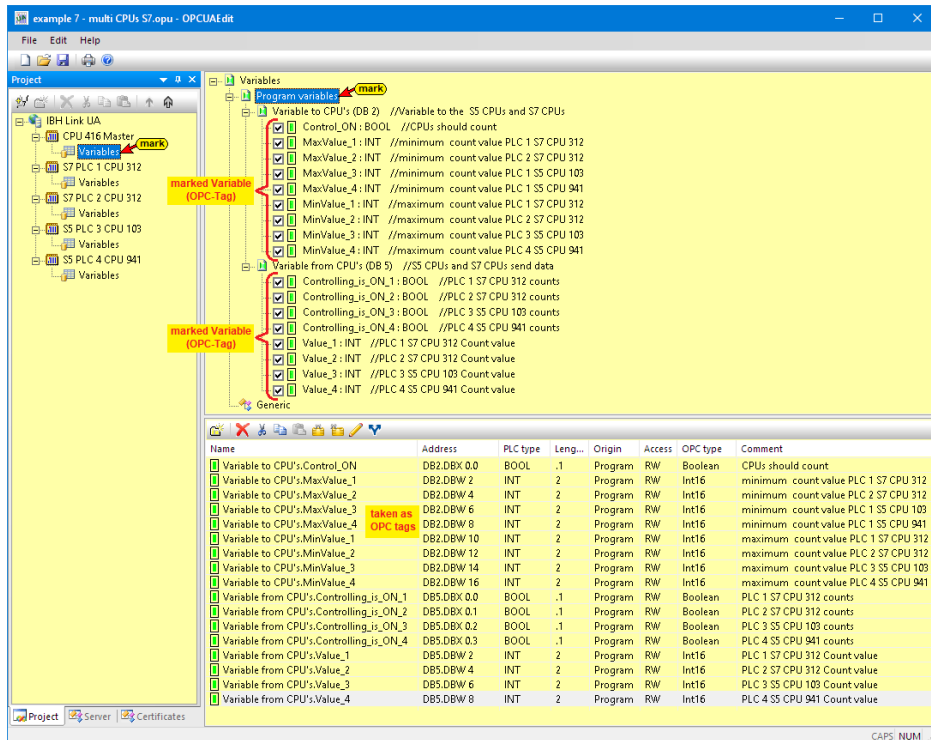 example 7 - multi CPUs S7.opu - OPCUAEdit
File Edit Help
Project
IBH Link UA
CPU 416 Master
Variables
mark
S7 PLC 1 CPU 312
Variables
S7 PLC 2 CPU 312
Variables
S5 PLC 3 CPU 103
Variables
S5 PLC 4 CPU 941
Variables
Project Server Certificates
Variables
Program variables
mark
Variable to CPU's (DB 2) //Variable to the S5 CPUs and S7 CPUs
Control_ON : BOOL //CPUs should count
MaxValue_1 : INT //minimum count value PLC 1 S7 CPU 312
MaxValue_2 : INT //minimum count value PLC 2 S7 CPU 312
MaxValue_3 : INT //minimum count value PLC 1 S5 CPU 103
MaxValue_4 : INT //minimum count value PLC 1 S5 CPU 941
MinValue_1 : INT //maximum count value PLC 1 S7 CPU 312
MinValue_2 : INT //maximum count value PLC 2 S7 CPU 312
MinValue_3 : INT //maximum count value PLC 3 S5 CPU 103
MinValue_4 : INT //maximum count value PLC 4 S5 CPU 941
marked Variable
(OPC-Tag)
Variable from CPU's (DB 5) //S5 CPUs and S7 CPUs send data
Controlling_is_ON_1 : BOOL //PLC 1 S7 CPU 312 counts
Controlling_is_ON_2 : BOOL //PLC 2 S7 CPU 312 counts
Controlling_is_ON_3 : BOOL //PLC 3 S5 CPU 103 counts
Controlling_is_ON_4 : BOOL //PLC 4 S5 CPU 941 counts
Value_1 : INT //PLC 1 S7 CPU 312 Count value
Value_2 : INT //PLC 2 S7 CPU 312 Count value
Value_3 : INT //PLC 3 S5 CPU 103 Count value
Value_4 : INT //PLC 4 S5 CPU 941 Count value
marked Variable
(OPC-Tag)
Generic
Name Address PLC type Leng... Origin Access OPC type Comment
Variable to CPU's.Control_ON DB2.DBX 0.0 BOOL .1 Program RW Boolean CPUs should count
Variable to CPU's.MaxValue_1 DB2.DBW 2 INT 2 Program RW Int16 minimum count value PLC 1 S7 CPU 312
Variable to CPU's.MaxValue_2 DB2.DBW 4 INT 2 Program RW Int16 minimum count value PLC 2 S7 CPU 312
Variable to CPU's.MaxValue_3 DB2.DBW 6 INT 2 Program RW Int16 minimum count value PLC 1 S5 CPU 103
Variable to CPU's.MaxValue_4 DB2.DBW 8 INT 2 Program RW Int16 minimum count value PLC 1 S5 CPU 941
Variable to CPU's.MinValue_1 DB2.DBW 10 INT 2 Program RW Int16 maximum count value PLC 1 S7 CPU 312
Variable to CPU's.MinValue_2 DB2.DBW 12 INT 2 Program RW Int16 maximum count value PLC 2 S7 CPU 312
Variable to CPU's.MinValue_3 DB2.DBW 14 INT 2 Program RW Int16 maximum count value PLC 3 S5 CPU 103
Variable to CPU's.MinValue_4 DB2.DBW 16 INT 2 Program RW Int16 maximum count value PLC 4 S5 CPU 941
Variable from CPU's.Controlling_is_ON_1 DB5.DBX 0.0 BOOL .1 Program RW Boolean PLC 1 S7 CPU 312 counts
Variable from CPU's.Controlling_is_ON_2 DB5.DBX 0.1 BOOL .1 Program RW Boolean PLC 2 S7 CPU 312 counts
Variable from CPU's.Controlling_is_ON_3 DB5.DBX 0.2 BOOL .1 Program RW Boolean PLC 3 S5 CPU 103 counts
Variable from CPU's.Controlling_is_ON_4 DB5.DBX 0.3 BOOL .1 Program RW Boolean PLC 4 S5 CPU 941 counts
Variable from CPU's.Value_1 DB5.DBW 2 INT 2 Program RW Int16 PLC 1 S7 CPU 312 Count value
Variable from CPU's.Value_2 DB5.DBW 4 INT 2 Program RW Int16 PLC 2 S7 CPU 312 Count value
Variable from CPU's.Value_3 DB5.DBW 6 INT 2 Program RW Int16 PLC 3 S5 CPU 103 Count value
Variable from CPU's.Value_4 DB5.DBW 8 INT 2 Program RW Int16 PLC 4 S5 CPU 941 Count value
taken as
OPC tags
CAPS NUM